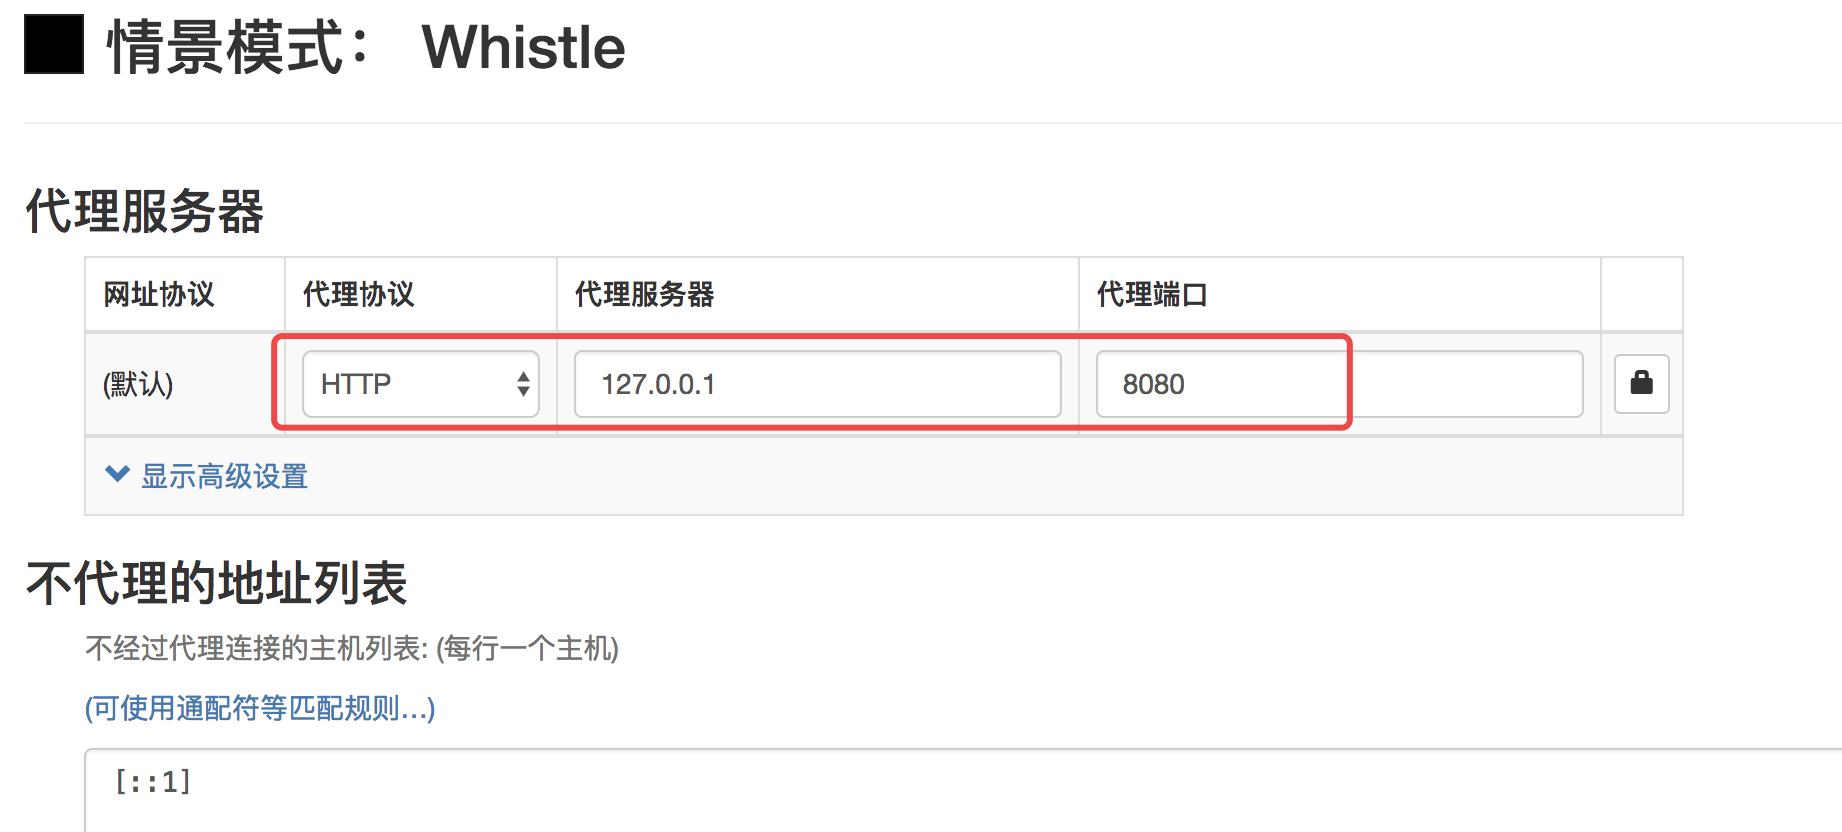 情景模式： Whistle
代理服务器
网址协议 代理协议 代理服务器 代理端口
(默认) HTTP 127.0.0.1 8080
显示高级设置
不代理的地址列表
不经过代理连接的主机列表: (每行一个主机)
(可使用通配符等匹配规则...)
[::1]